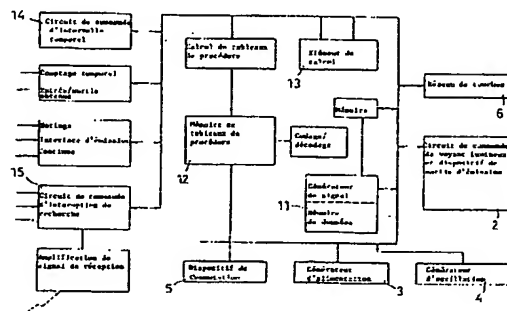 14
Circuit de commande
d'intervalle
temporel
Comptage temporel
Entrée/sortie
Interface d'émission
15
Circuit de commande
d'interruption de
recherche
Amplification de
signal de réception
Calcul de tableaux
de procédure
Mémoire de
tableaux de
procédure
12
Codage/
décodage
Elément de
calcul
13
Mémoire
Générateur
de signal
11
Mémoire
de données
Réseau de
6
Circuit de commande
de voyant lumineux
et dispositif de
sortie d'émission
2
Dispositif de
Commutation
5
Générateur
d'alimentation
3
Générateur
d'oscillation
4